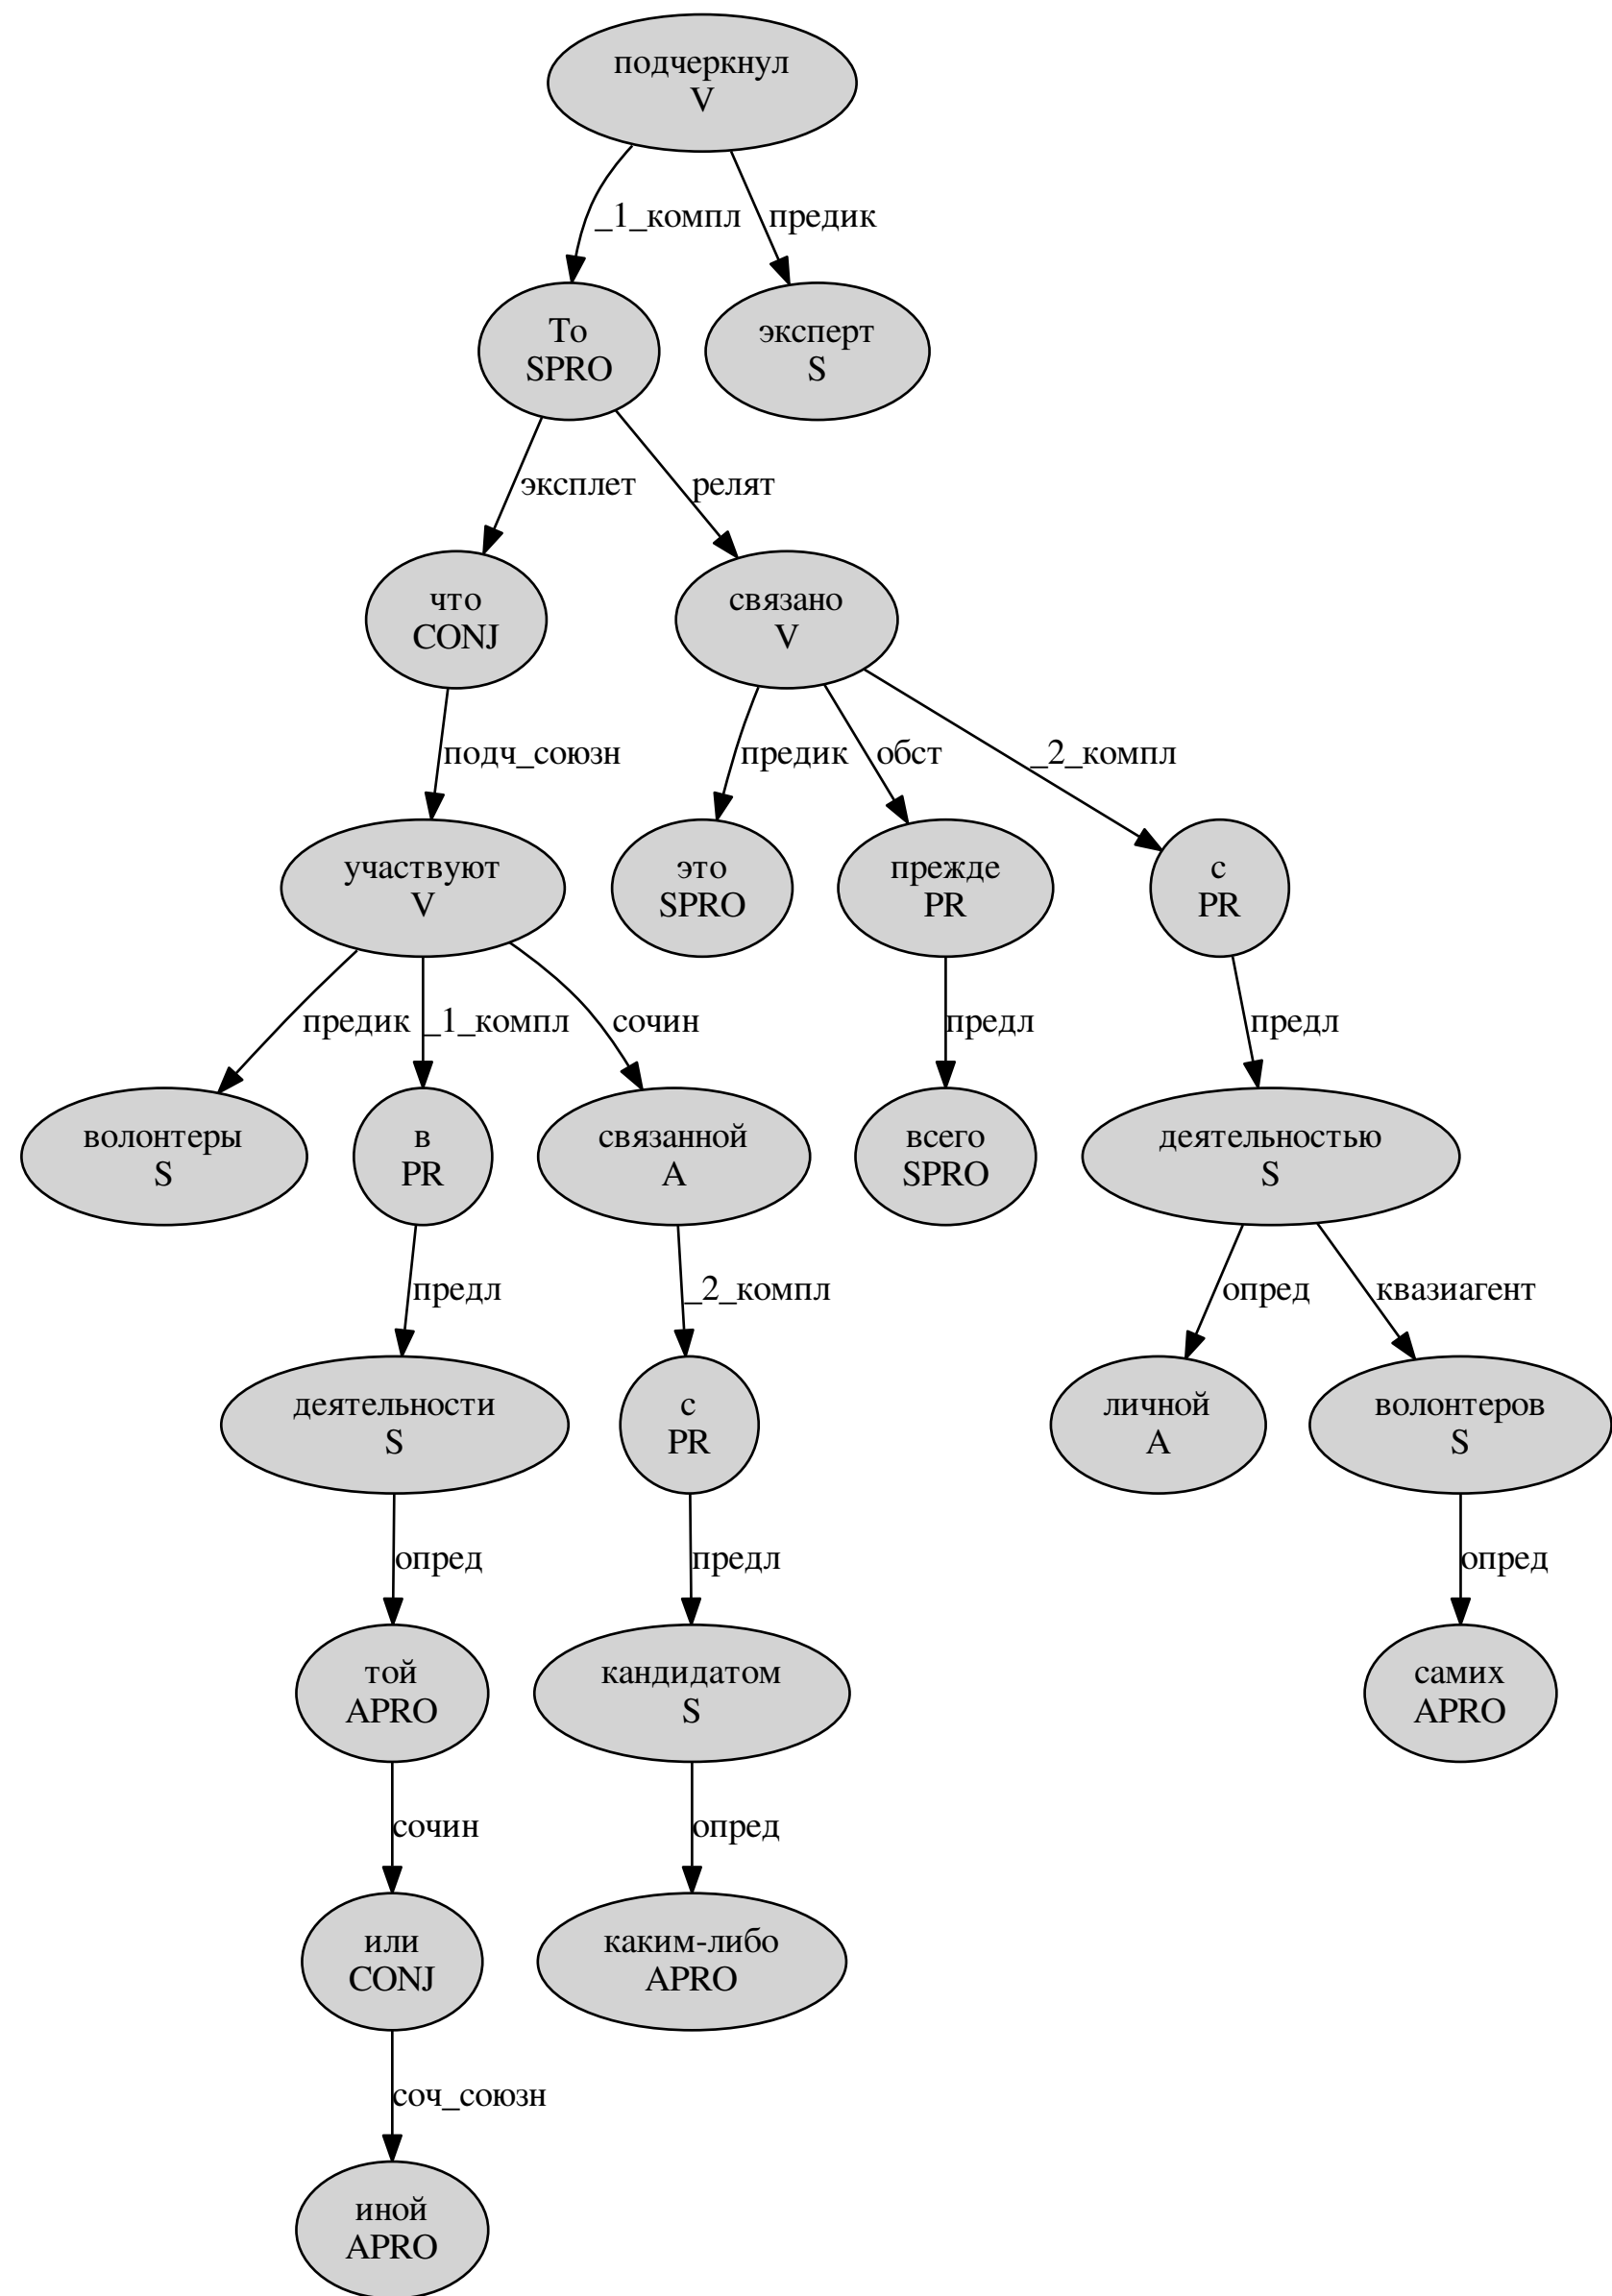 подчеркнул
V
_1_компл
предик
То
SPRO
эксперт
S
эксплет
релят
что
CONJ
связано
V
подч_союзн
предик
обст
_2_компл
участвуют
V
это
SPRO
прежде
PR
с
PR
предик
_1_компл
сочин
предл
предл
волонтеры
S
в
PR
связанной
A
всего
SPRO
деятельностью
S
предл
_2_компл
опред
квазиагент
деятельности
S
с
PR
личной
A
волонтеров
S
опред
предл
опред
той
APRO
кандидатом
S
самих
APRO
сочин
опред
или
CONJ
каким-либо
APRO
соч_союзн
иной
APRO